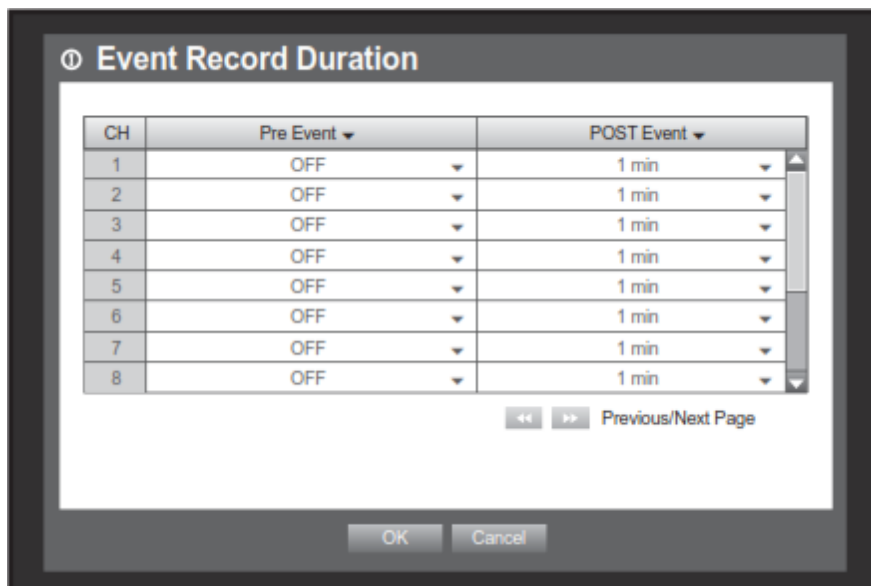 Event Record Duration
CH Pre Event POST Event
1 OFF 1 min
2 OFF 1 min
3 OFF 1 min
4 OFF 1 min
5 OFF 1 min
6 OFF 1 min
7 OFF 1 min
8 OFF 1 min
Previous/Next Page
OK Cancel